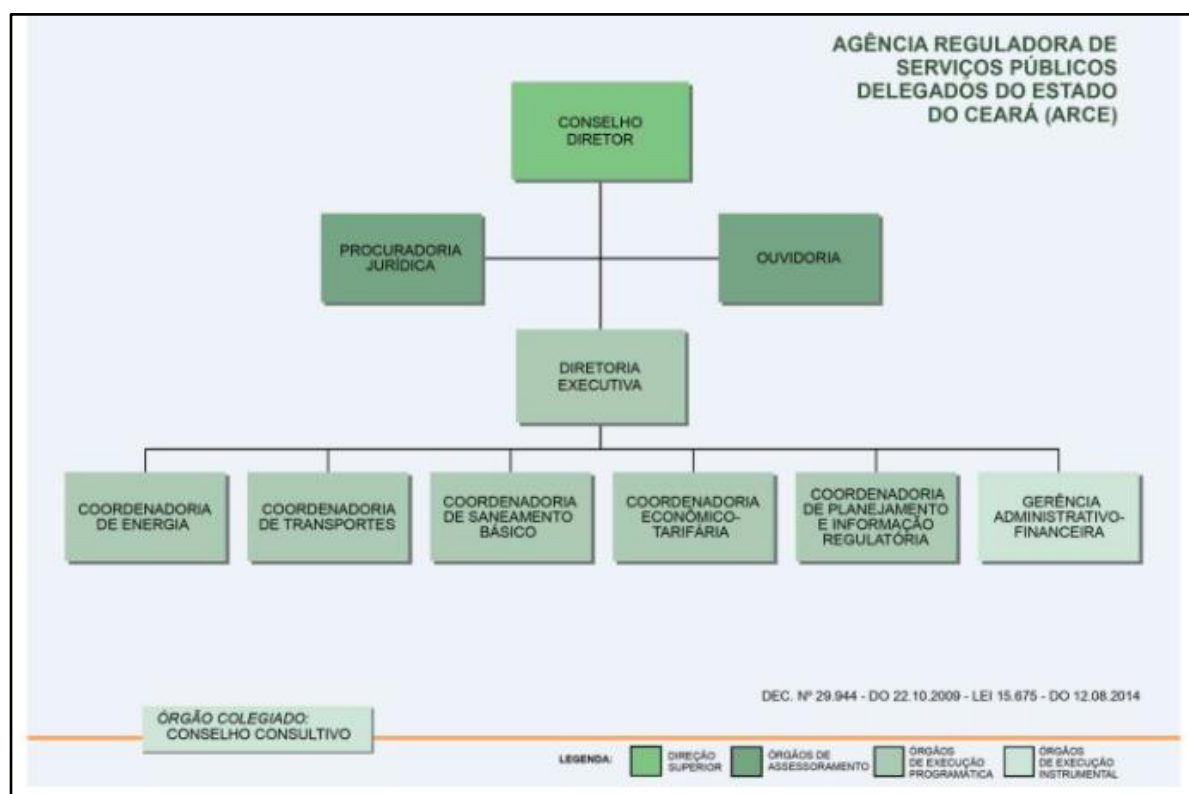 AGÊNCIA REGULADORA DE
SERVIÇOS PÚBLICOS
DELEGADOS DO ESTADO
DO CEARÁ (ARCE)
CONSELHO
DIRETOR
PROCURADORIA
JURÍDICA
OUVIDORIA
DIRETORIA
EXECUTIVA
COORDENADORIA
DE ENERGIA
COORDENADORIA
DE TRANSPORTES
COORDENADORIA
DE SANEAMENTO
BÁSICO
COORDENADORIA
ECONÔMICO-
TARIFÁRIA
COORDENADORIA
DE PLANEJAMENTO
E INFORMAÇÃO
REGULATÓRIA
GERÊNCIA
ADMINISTRATIVO-
FINANCEIRA
DEC. Nº 29.944 - DO 22.10.2009 - LEI 15.675 - DO 12.08.2014
ÓRGÃO COLEGIADO:
CONSELHO CONSULTIVO
LEGENDA:
DIREÇÃO
SUPERIOR
ÓRGÃOS DE
ASSESSORAMENTO
ÓRGÃOS
DE EXECUÇÃO
PROGRAMÁTICA
ÓRGÃOS
DE EXECUÇÃO
INSTRUMENTAL